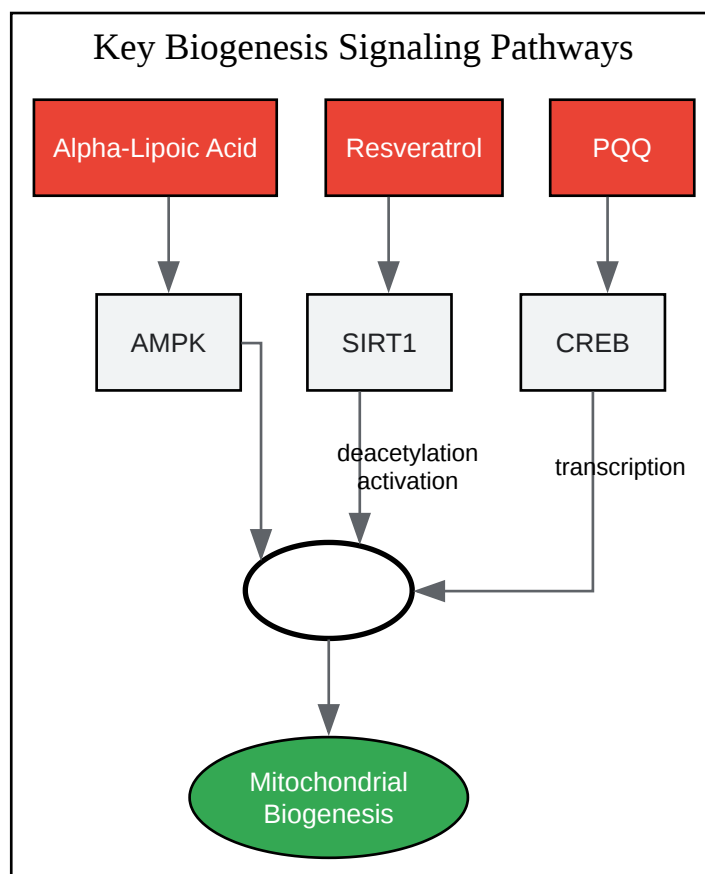 Key Biogenesis Signaling Pathways
Alpha-Lipoic Acid
Resveratrol
PQQ
AMPK
SIRT1
CREB
deacetylation
activation
transcription
Mitochondrial
Biogenesis